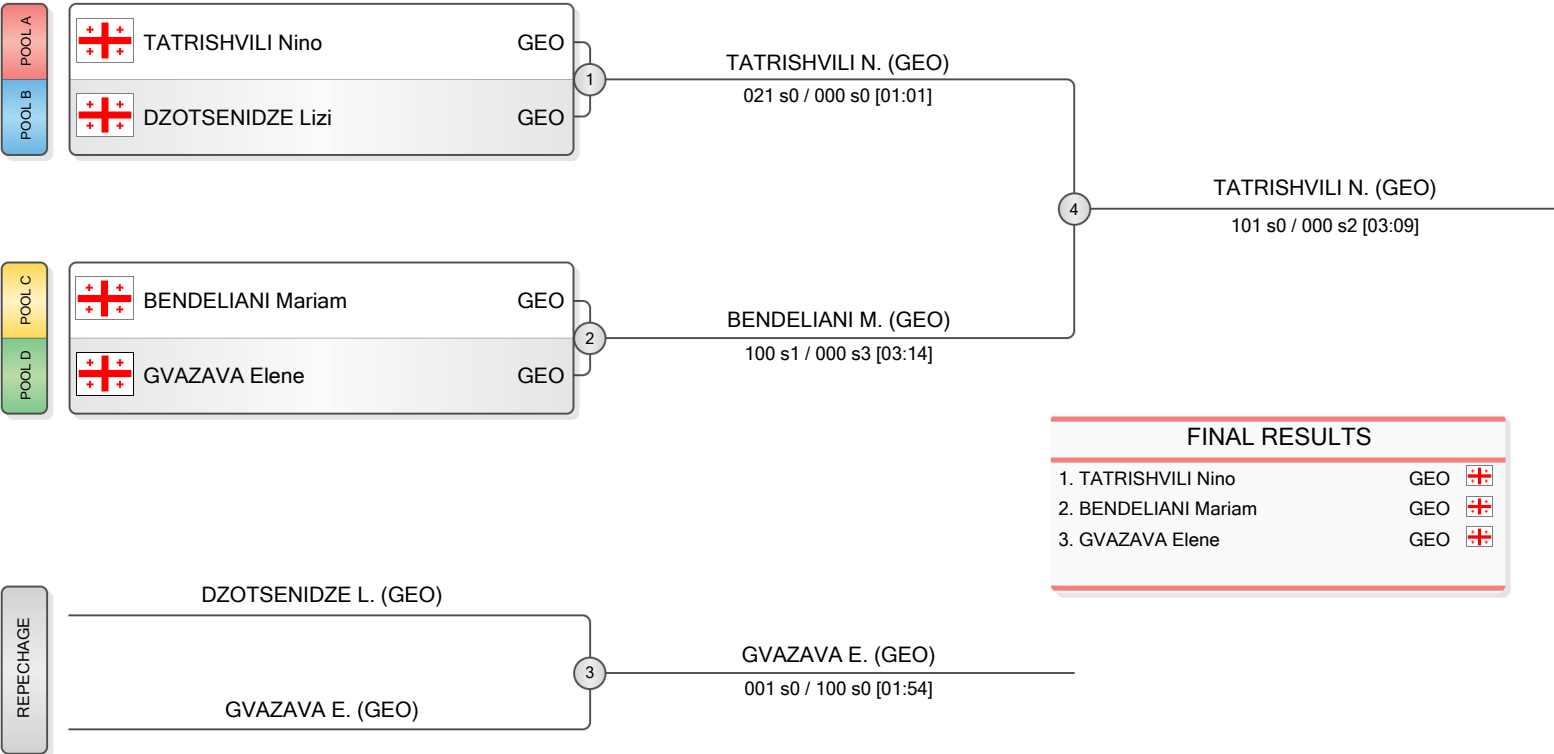 POOL A
TATRISHVILI Nino GEO
1
POOL B
DZOTSENIDZE Lizi GEO
TATRISHVILI N. (GEO)
021 s0 / 000 s0 [01:01]
TATRISHVILI N. (GEO)
4
101 s0 / 000 s2 [03:09]
POOL C
BENDELIANI Mariam GEO
2
POOL D
GVAZAVA Elene GEO
BENDELIANI M. (GEO)
100 s1 / 000 s3 [03:14]
FINAL RESULTS
1. TATRISHVILI Nino GEO
2. BENDELIANI Mariam GEO
3. GVAZAVA Elene GEO
REPECHAGE
DZOTSENIDZE L. (GEO)
3
GVAZAVA E. (GEO)
GVAZAVA E. (GEO)
001 s0 / 100 s0 [01:54]